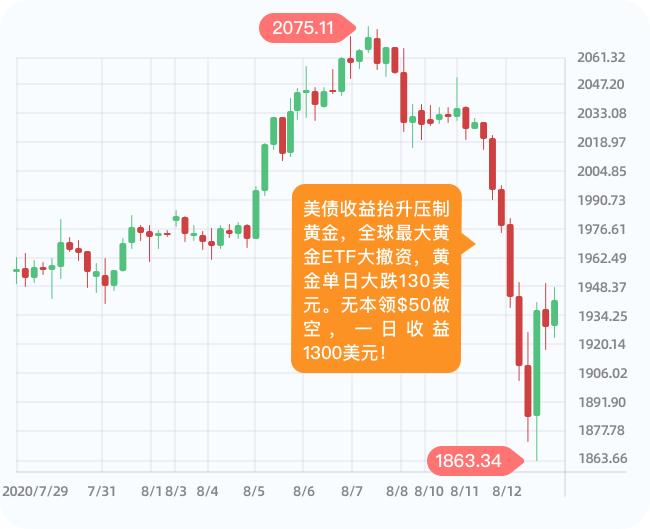 2075.11
2061.32
2047.20
2033.08
2018.97
2004.85
1990.73
1976.61
1962.49
1948.37
1934.25
1920.14
1906.02
1891.90
1877.78
1863.66
美债收益抬升压制
黄金，全球最大黄
金ETF大撤资，黄
金单日大跌130美
元。无本领$50做
空，一日收益
1300美元！
1863.34
2020/7/29 7/31 8/1 8/3 8/4 8/5 8/6 8/7 8/8 8/10 8/11 8/12